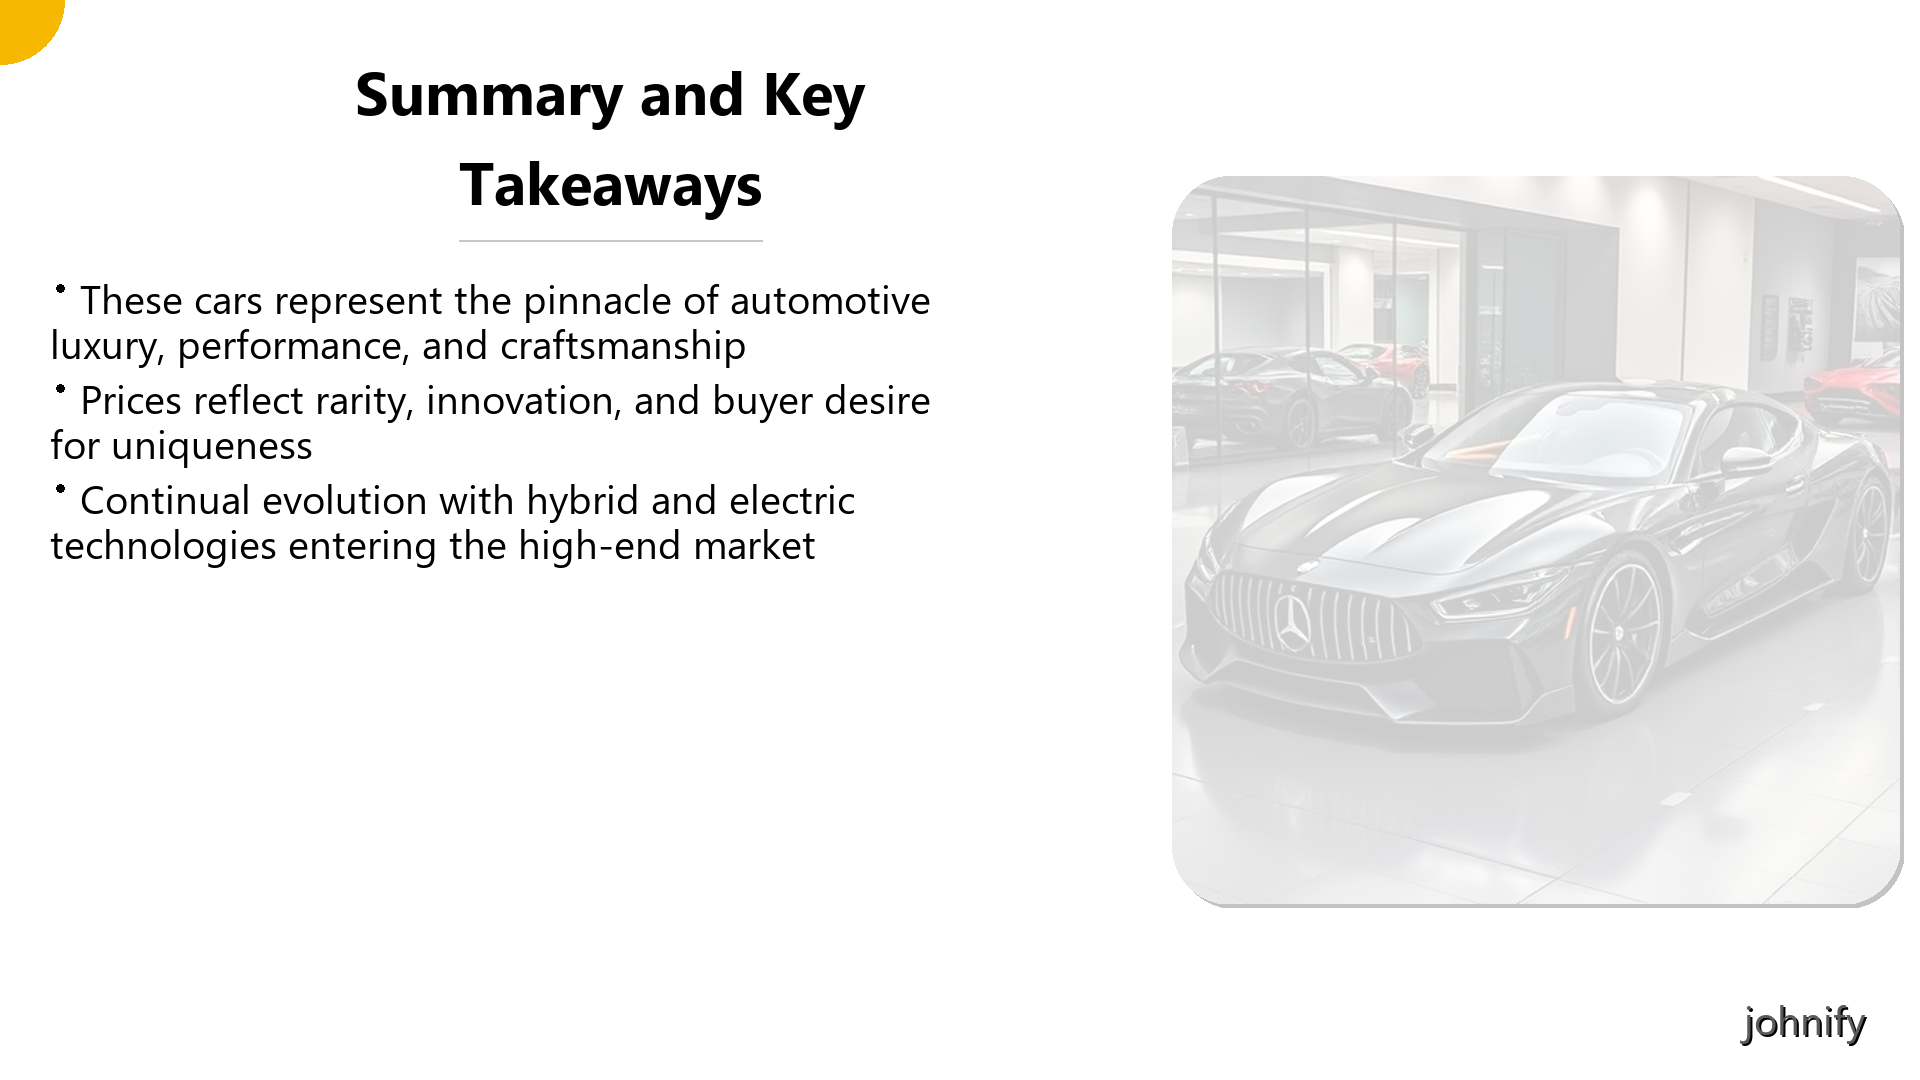 Summary and Key
Takeaways
• These cars represent the pinnacle of automotive
luxury, performance, and craftsmanship
• Prices reflect rarity, innovation, and buyer desire
for uniqueness
• Continual evolution with hybrid and electric
technologies entering the high-end market
johnify